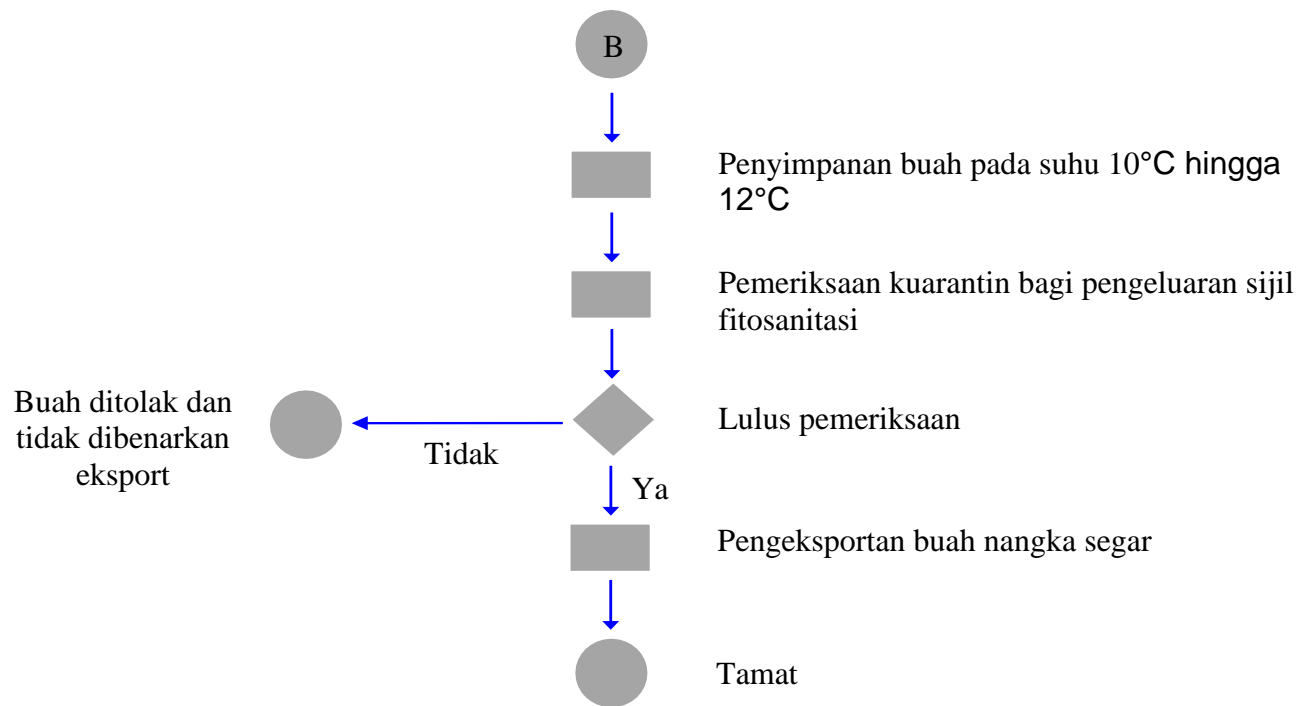 B
Penyimpanan buah pada suhu 10°C hingga
12°C
Pemeriksaan kuarantin bagi pengeluaran sijil
fitosanitasi
Lulus pemeriksaan
Buah ditolak dan
tidak dibenarkan
eksport
Tidak
Ya
Pengeksportan buah nangka segar
Tamat